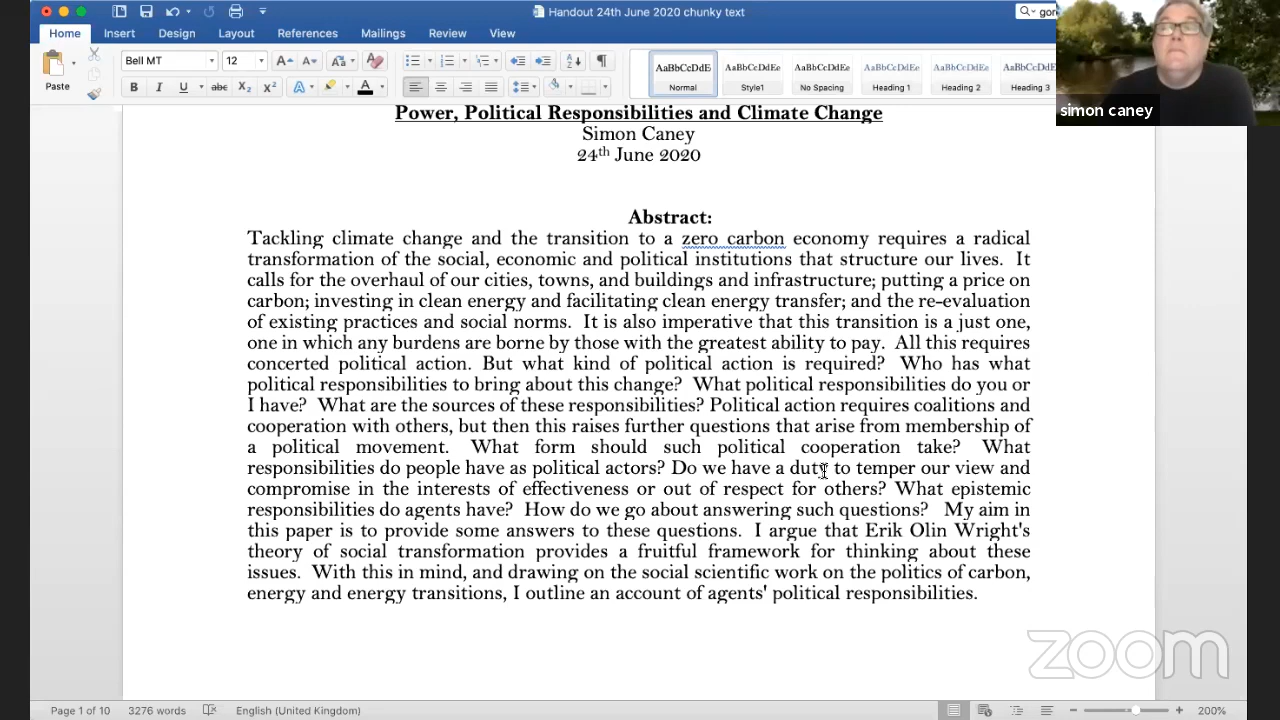 Handout 24th June 2020 chunky text
gor
Home Insert Design Layout References Mailings Review View
Paste
Bell MT 12
AaBbCcDdE AaBbCcDdEe AaBbCcDdEe AaBbCcDdEe AaBbCcDdEe AaBbCcDdEe
Normal Style1 No Spacing Heading 1 Heading 2 Heading 3
simon caney
Power, Political Responsibilities and Climate Change
Simon Caney
24th June 2020
Abstract:
Tackling climate change and the transition to a zero carbon economy requires a radical
transformation of the social, economic and political institutions that structure our lives. It
calls for the overhaul of our cities, towns, and buildings and infrastructure; putting a price on
carbon; investing in clean energy and facilitating clean energy transfer; and the re-evaluation
of existing practices and social norms. It is also imperative that this transition is a just one,
one in which any burdens are borne by those with the greatest ability to pay. All this requires
concerted political action. But what kind of political action is required? Who has what
political responsibilities to bring about this change? What political responsibilities do you or
I have? What are the sources of these responsibilities? Political action requires coalitions and
cooperation with others, but then this raises further questions that arise from membership of
a political movement. What form should such political cooperation take? What
responsibilities do people have as political actors? Do we have a duty to temper our view and
compromise in the interests of effectiveness or out of respect for others? What epistemic
responsibilities do agents have? How do we go about answering such questions? My aim in
this paper is to provide some answers to these questions. I argue that Erik Olin Wright's
theory of social transformation provides a fruitful framework for thinking about these
issues. With this in mind, and drawing on the social scientific work on the politics of carbon,
energy and energy transitions, I outline an account of agents' political responsibilities.
zoom
Page 1 of 10 3276 words English (United Kingdom) 200%